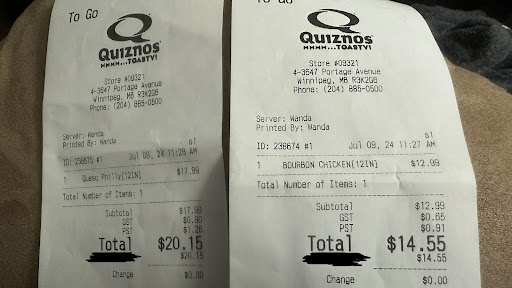 To Go
QUIZNOS
MMMM...TOASTY!
Store #09321
4-3647 Portage Avenue
Winnipeg, MB R3K2G8
Phone: (204) 885-0500
Server: Wanda
Printed By: Wanda
s1
ID: 238675 #1 Jul 09, 24 11:28 AM
1 Queso Philly[12IN] $17.99
Total Number of Items: 1
Subtotal $17.99
GST $0.90
PST $1.26
Total $20.15
$20.15
Change $0.00
To Go
QUIZNOS
MMMM...TOASTY!
Store #09321
4-3647 Portage Avenue
Winnipeg, MB R3K2G8
Phone: (204) 885-0500
Server: Wanda
Printed By: Wanda
s1
ID: 238674 #1 Jul 09, 24 11:27 AM
1 BOURBON CHICKEN[12IN] $12.99
Total Number of Items: 1
Subtotal $12.99
GST $0.65
PST $0.91
Total $14.55
$14.55
Change $0.00